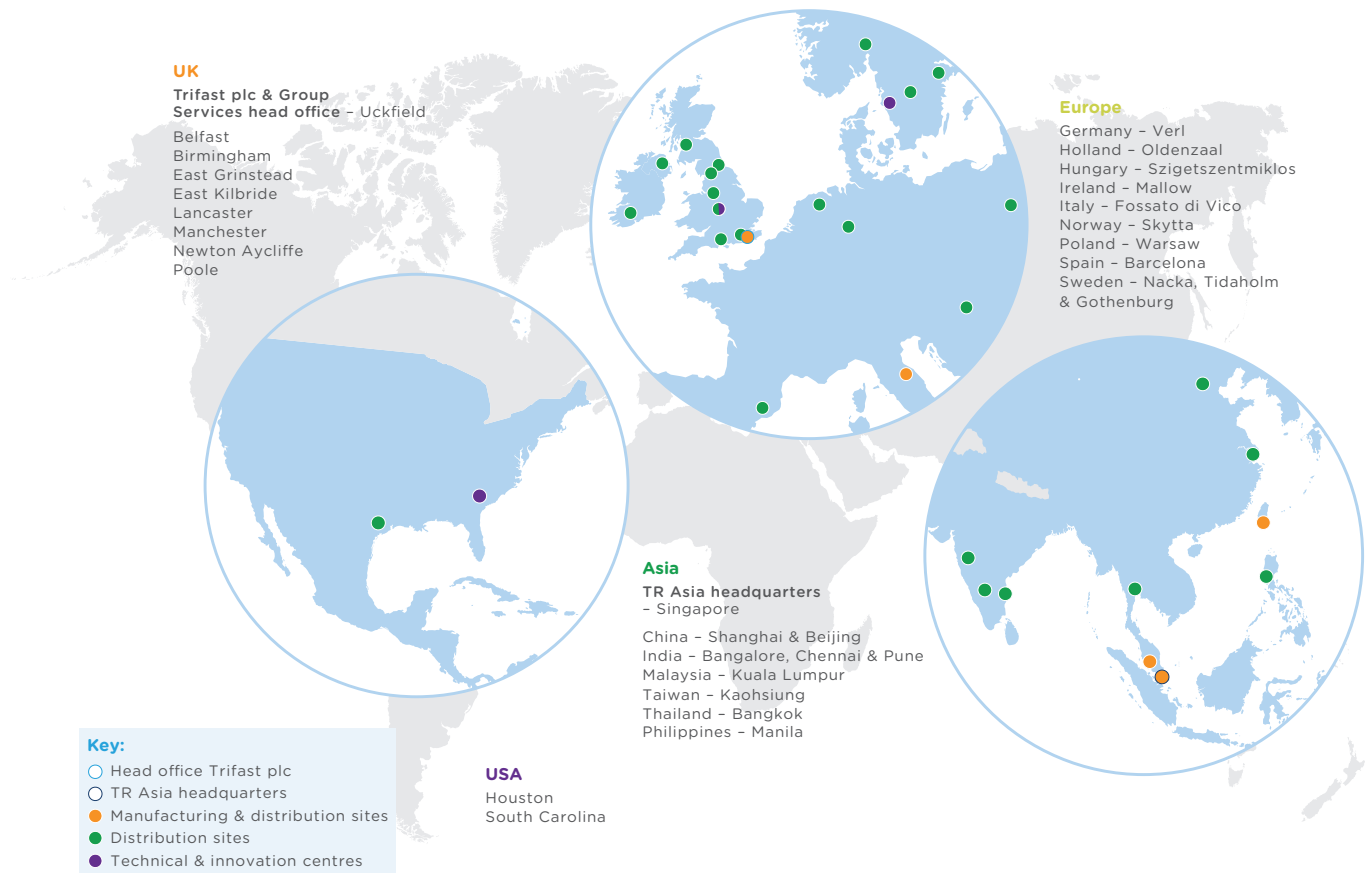 UK
Trifast plc & Group
Services head office – Uckfield
Belfast
Birmingham
East Grinstead
East Kilbride
Lancaster
Manchester
Newton Aycliffe
Poole
Europe
Germany – Verl
Holland – Oldenzaal
Hungary – Szigetszentmiklos
Ireland – Mallow
Italy – Fossato di Vico
Norway – Skytta
Poland – Warsaw
Spain – Barcelona
Sweden – Nacka, Tidaholm
& Gothenburg
Asia
TR Asia headquarters
– Singapore
China – Shanghai & Beijing
India – Bangalore, Chennai & Pune
Malaysia – Kuala Lumpur
Taiwan – Kaohsiung
Thailand – Bangkok
Philippines – Manila
USA
Houston
South Carolina
Key:
Head office Trifast plc
TR Asia headquarters
Manufacturing & distribution sites
Distribution sites
Technical & innovation centres